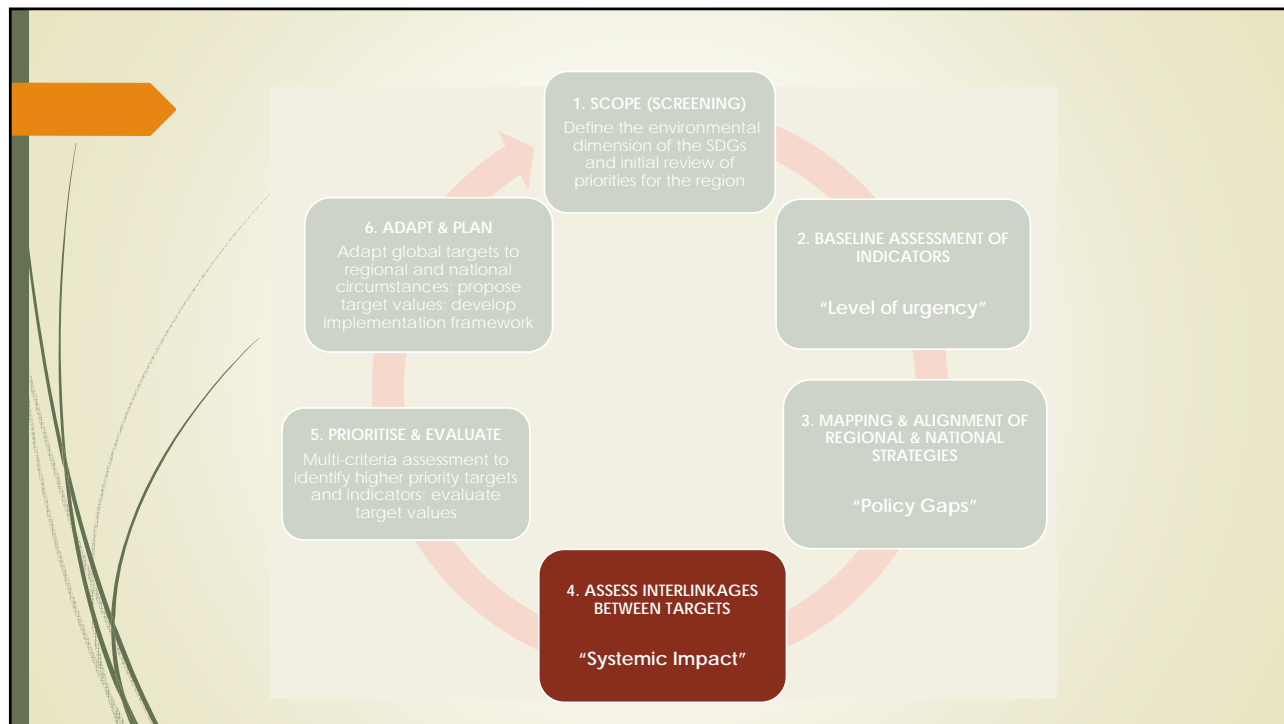 1. SCOPE (SCREENING)
Define the environmental
dimension of the SDGs
and initial review of
priorities for the region
2. BASELINE ASSESSMENT OF
INDICATORS
“Level of urgency”
3. MAPPING & ALIGNMENT OF
REGIONAL & NATIONAL
STRATEGIES
“Policy Gaps”
4. ASSESS INTERLINKAGES
BETWEEN TARGETS
“Systemic Impact”
5. PRIORITISE & EVALUATE
Multi-criteria assessment to
identify higher priority targets
and indicators; evaluate
target values
6. ADAPT & PLAN
Adapt global targets to
regional and national
circumstances; propose
target values; develop
implementation framework